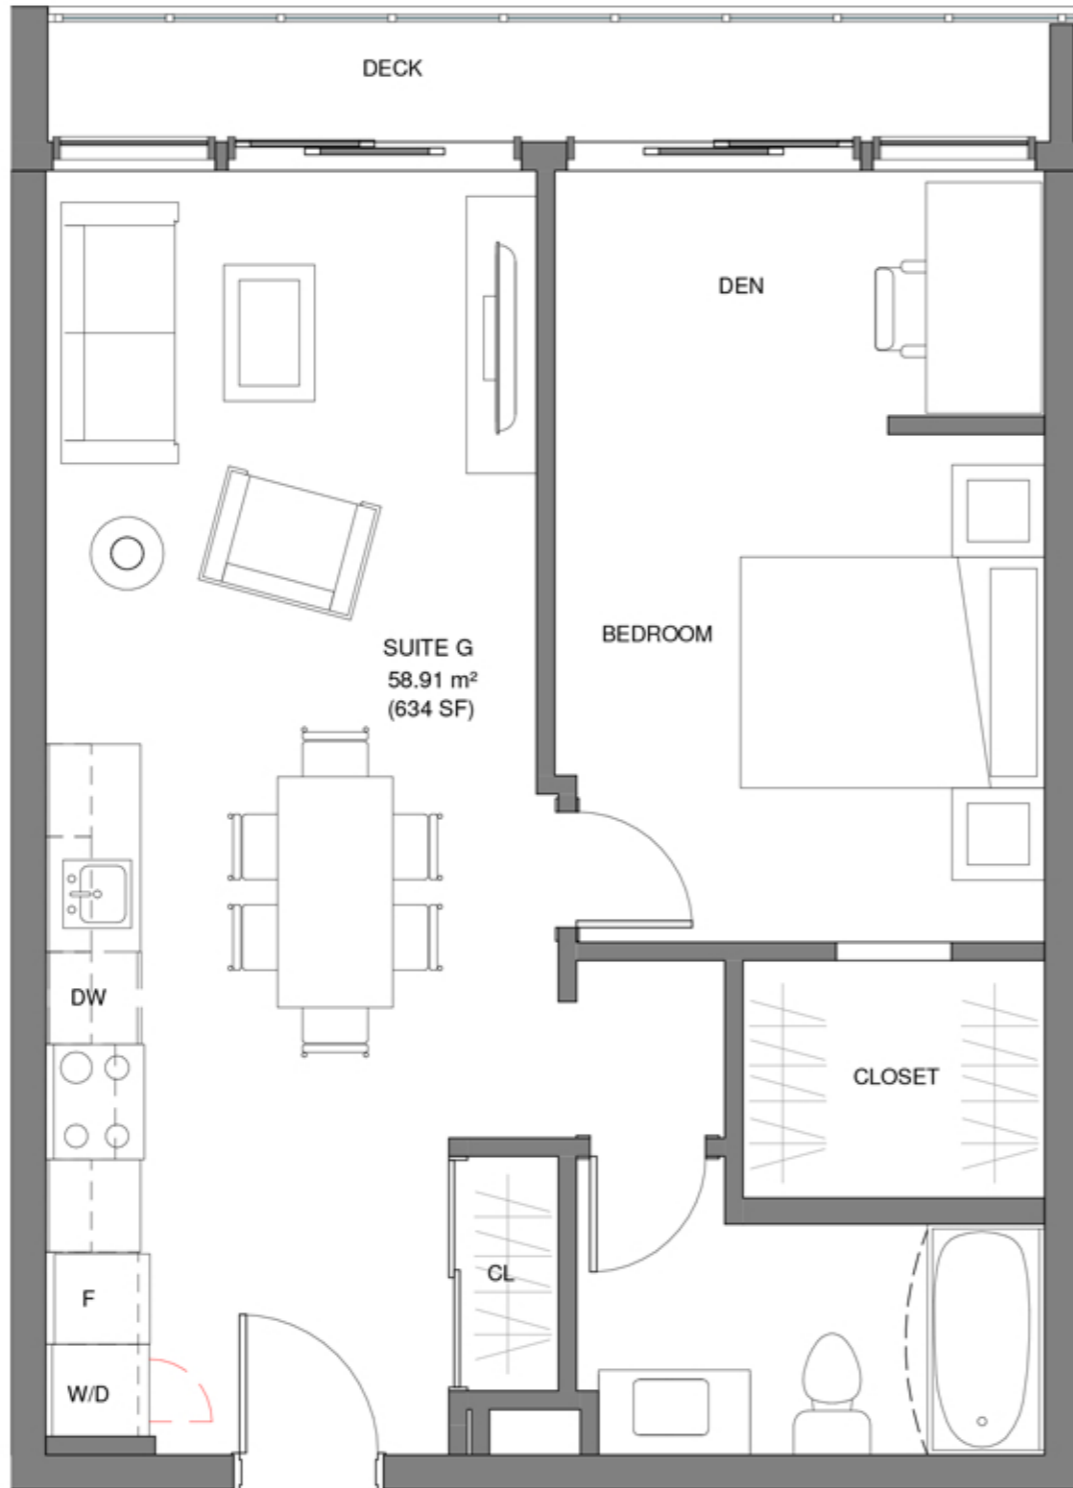 DECK
DEN
BEDROOM
SUITE G
58.91 m²
(634 SF)
DW
CLOSET
CL
F
W/D